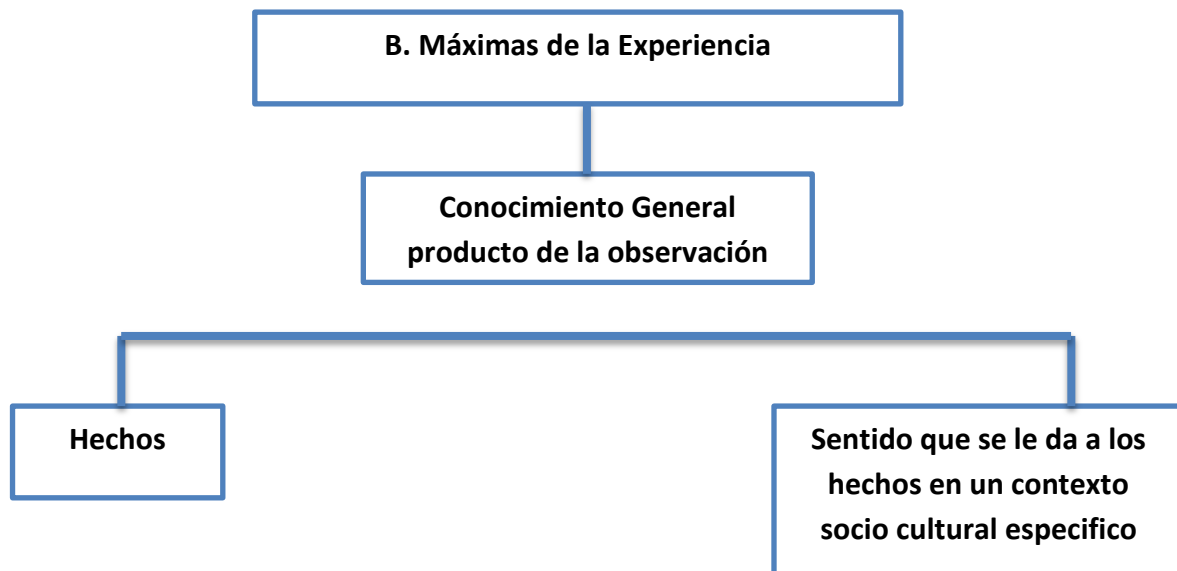 B. Máximas de la Experiencia
Conocimiento General
producto de la observación
Hechos
Sentido que se le da a los
hechos en un contexto
socio cultural especifico